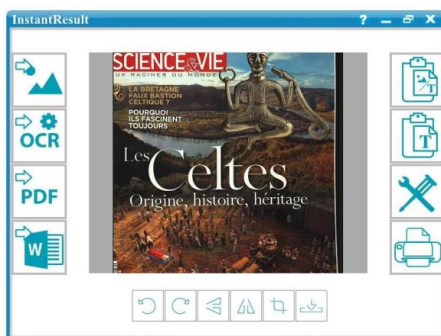 InstantResult
SCIENCE&VIE
UX RACINES DU MONDE
LA BRETAGNE
FAUX BASTION
CELTIQUE ?
POURQUOI
ILS FASCINENT
TOUJOURS
Les
Celtes
Origine, histoire, héritage
OCR
PDF
W
T
T